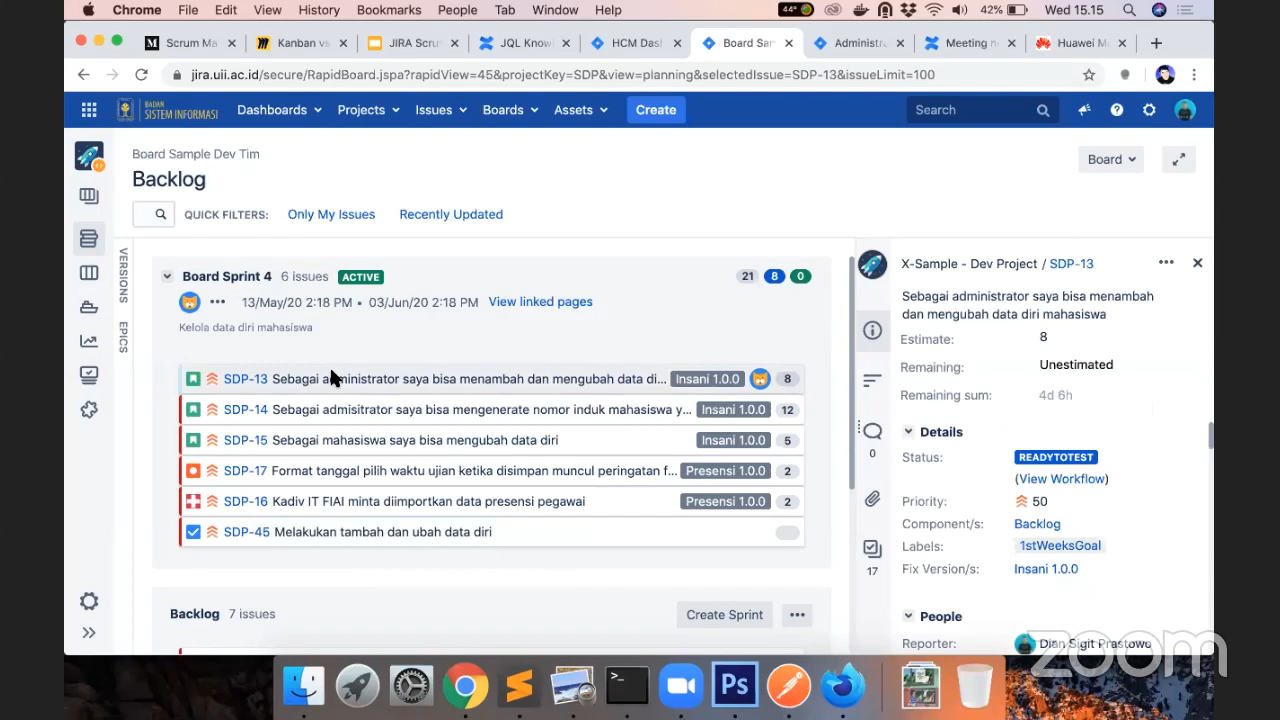 Chrome File Edit View History Bookmarks People Tab Window Help 44° 42% Wed 15.15
Scrum Ma Kanban vs JIRA Scru JQL Know HCM Das Board Sam Administra Meeting n Huawei M
jira.uii.ac.id/secure/RapidBoard.jspa?rapidView=45&projectKey=SDP&view=planning&selectedIssue=SDP-13&issueLimit=100
BADAN
SISTEM INFORMASI
Dashboards Projects Issues Boards Assets Create Search
Board Sample Dev Tim
Backlog
Board
QUICK FILTERS: Only My Issues Recently Updated
VERSIONS
EPICS
Board Sprint 4 6 issues ACTIVE 21 8 0
13/May/20 2:18 PM • 03/Jun/20 2:18 PM View linked pages
Kelola data diri mahasiswa
SDP-13 Sebagai administrator saya bisa menambah dan mengubah data di... Insani 1.0.0 8
SDP-14 Sebagai admisitrator saya bisa mengenerate nomor induk mahasiswa y... Insani 1.0.0 12
SDP-15 Sebagai mahasiswa saya bisa mengubah data diri Insani 1.0.0 5
SDP-17 Format tanggal pilih waktu ujian ketika disimpan muncul peringatan f... Presensi 1.0.0 2
SDP-16 Kadiv IT FIAI minta diimportkan data presensi pegawai Presensi 1.0.0 2
SDP-45 Melakukan tambah dan ubah data diri
Backlog 7 issues Create Sprint
X-Sample - Dev Project / SDP-13
Sebagai administrator saya bisa menambah
dan mengubah data diri mahasiswa
Estimate: 8
Remaining: Unestimated
Remaining sum: 4d 6h
Details
Status: READYTOTEST
(View Workflow)
Priority: 50
Component/s: Backlog
Labels: 1stWeeksGoal
Fix Version/s: Insani 1.0.0
People
Reporter: Dian Sigit Prastowo
0
17
Ps
zoom